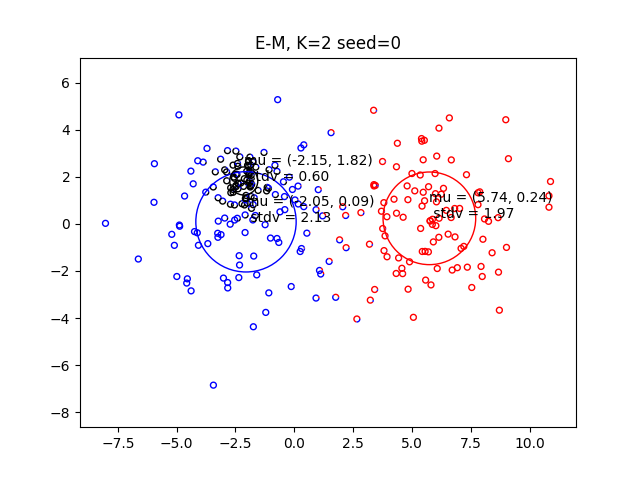 E-M, K=2 seed=0
6
4
2
0
−2
−4
−6
−8
mu = (-2.15, 1.82)
stdv = 0.60
mu = (-2.05, 0.09)
stdv = 2.13
mu = (5.74, 0.24)
stdv = 1.97
−7.5 −5.0 −2.5 0.0 2.5 5.0 7.5 10.0